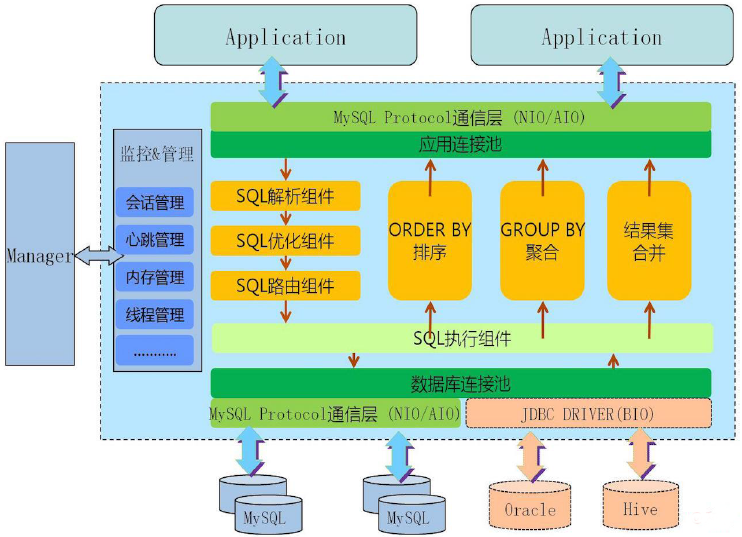 Application
Application
MySQL Protocol通信层 (NIO/AIO)
应用连接池
监控&管理
会话管理
心跳管理
内存管理
线程管理
...........
Manager
SQL解析组件
SQL优化组件
SQL路由组件
ORDER BY
排序
GROUP BY
聚合
结果集
合并
SQL执行组件
数据库连接池
MySQL Protocol通信层 (NIO/AIO)
JDBC DRIVER(BIO)
MySQL
MySQL
Oracle
Hive